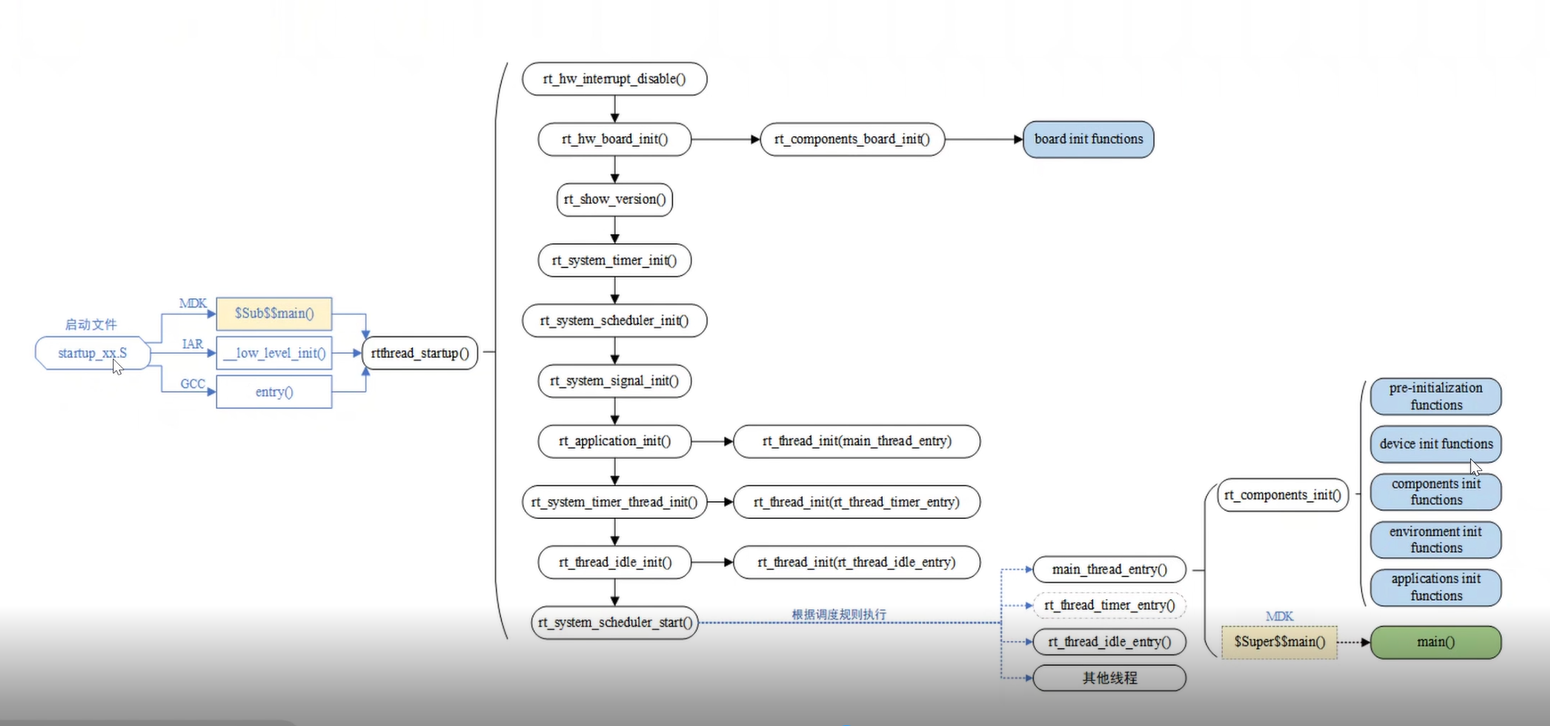 rt_hw_interrupt_disable()
rt_hw_board_init()
rt_components_board_init()
board init functions
rt_show_version()
rt_system_timer_init()
rt_system_scheduler_init()
rt_system_signal_init()
rt_application_init()
rt_thread_init(main_thread_entry)
rt_system_timer_thread_init()
rt_thread_init(rt_thread_timer_entry)
rt_thread_idle_init()
rt_thread_init(rt_thread_idle_entry)
rt_system_scheduler_start()
启动文件
startup_xx.S
MDK
$Sub$$main()
IAR
__low_level_init()
GCC
entry()
rtthread_startup()
根据调度规则执行
main_thread_entry()
rt_thread_timer_entry()
rt_thread_idle_entry()
其他线程
rt_components_init()
pre-initialization
functions
device init functions
components init
functions
environment init
functions
applications init
functions
MDK
$Super$$main()
main()